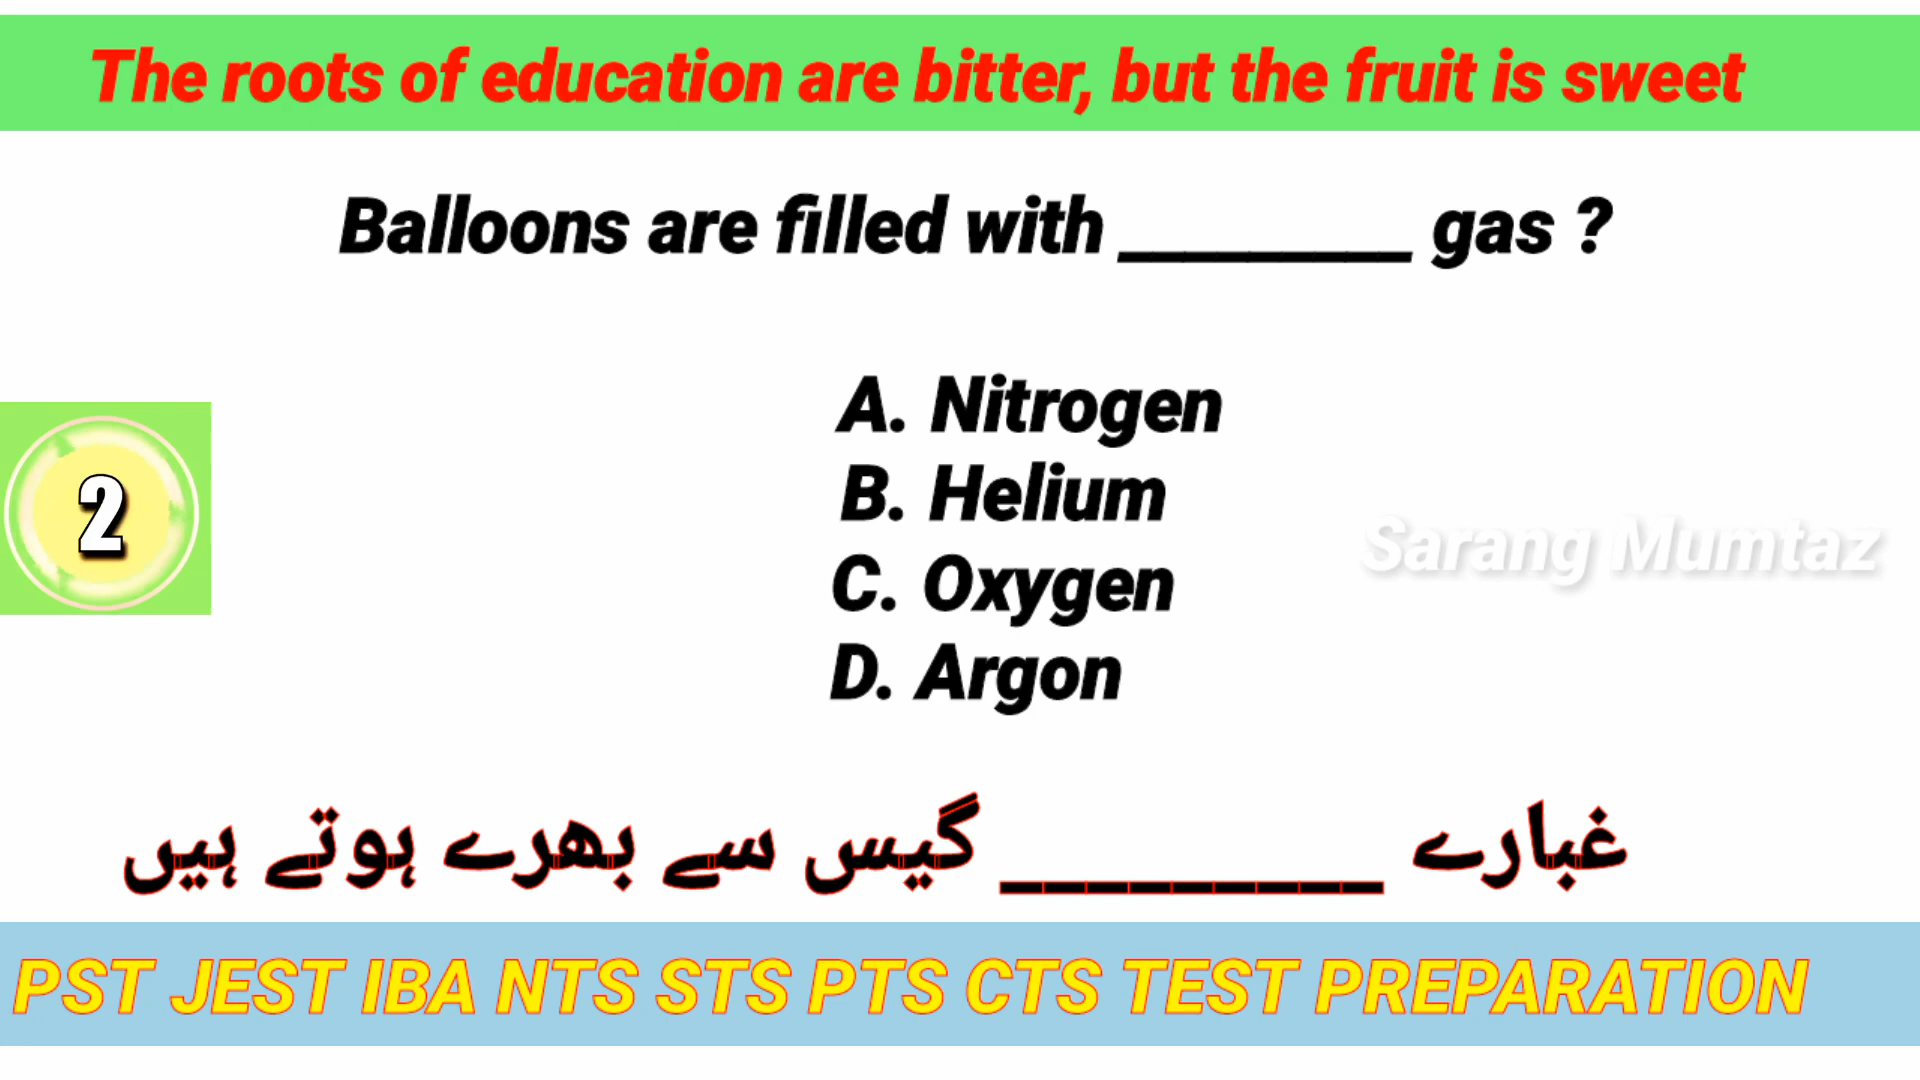 The roots of education are bitter, but the fruit is sweet
Balloons are filled with _________ gas ?
A. Nitrogen
B. Helium
2
C. Oxygen
D. Argon
Sarang Mumtaz
غبارے _________ گیس سے بھرے ہوتے ہیں
PST JEST IBA NTS STS PTS CTS TEST PREPARATION